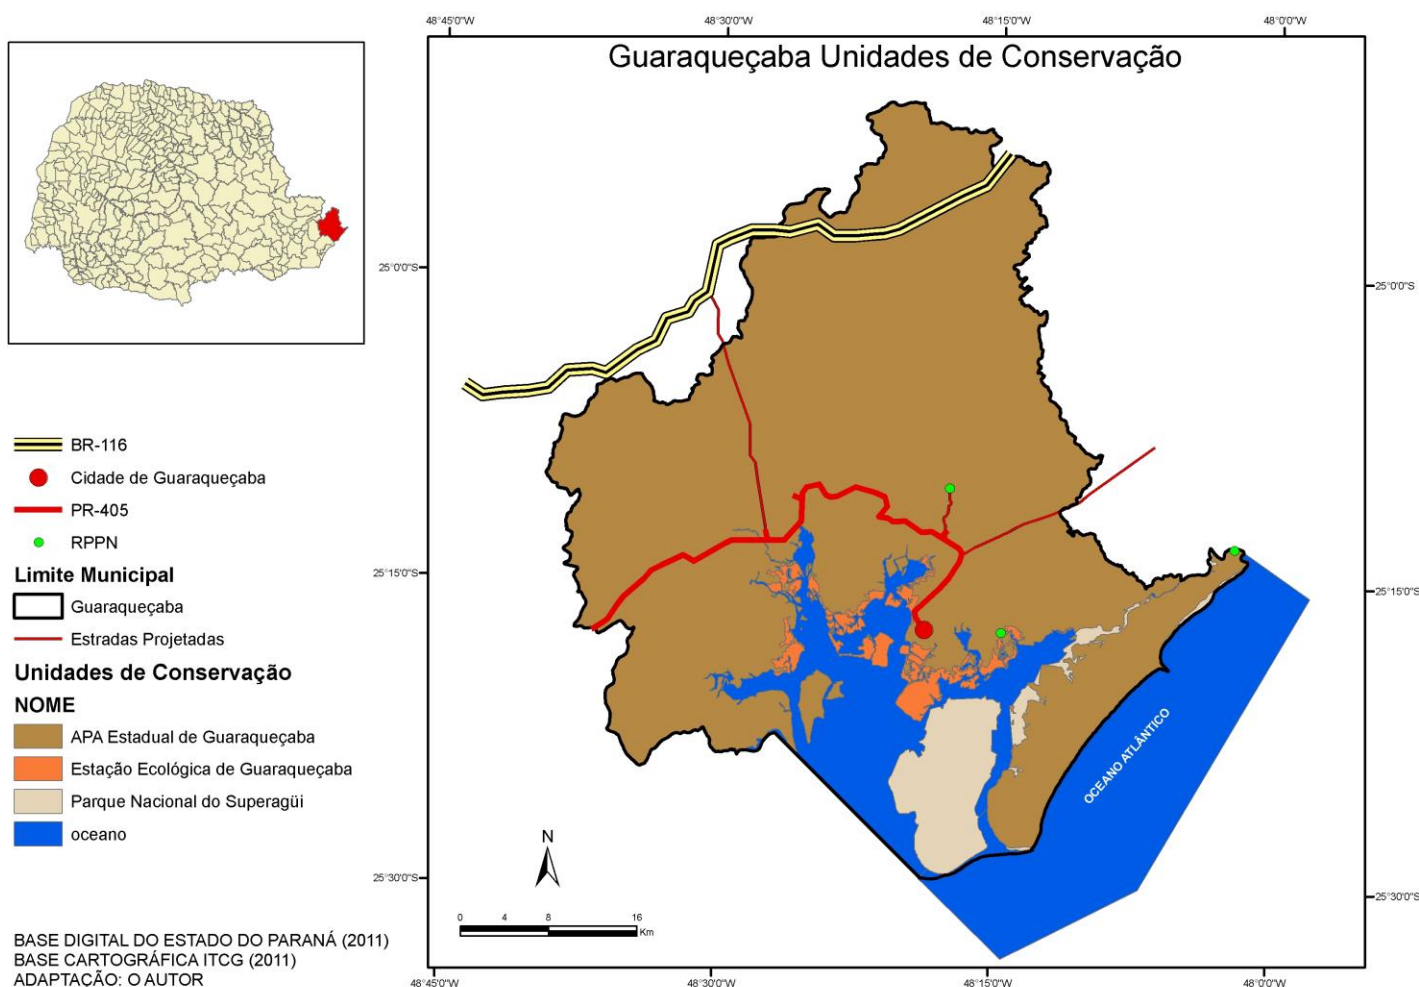 48°45'0"W
48°30'0"W
48°15'0"W
48°0'0"W
Guaraqueçaba Unidades de Conservação
25°0'0"S
25°0'0"S
BR-116
Cidade de Guaraqueçaba
PR-405
RPPN
Limite Municipal
Guaraqueçaba
Estradas Projetadas
Unidades de Conservação
NOME
APA Estadual de Guaraqueçaba
Estação Ecológica de Guaraqueçaba
Parque Nacional do Superagüi
oceano
25°15'0"S
25°15'0"S
OCEANO ATLÂNTICO
N
25°30'0"S
25°30'0"S
0 4 8 16
Km
BASE DIGITAL DO ESTADO DO PARANÁ (2011)
BASE CARTOGRÁFICA ITCG (2011)
ADAPTAÇÃO: O AUTOR
48°45'0"W
48°30'0"W
48°15'0"W
48°0'0"W